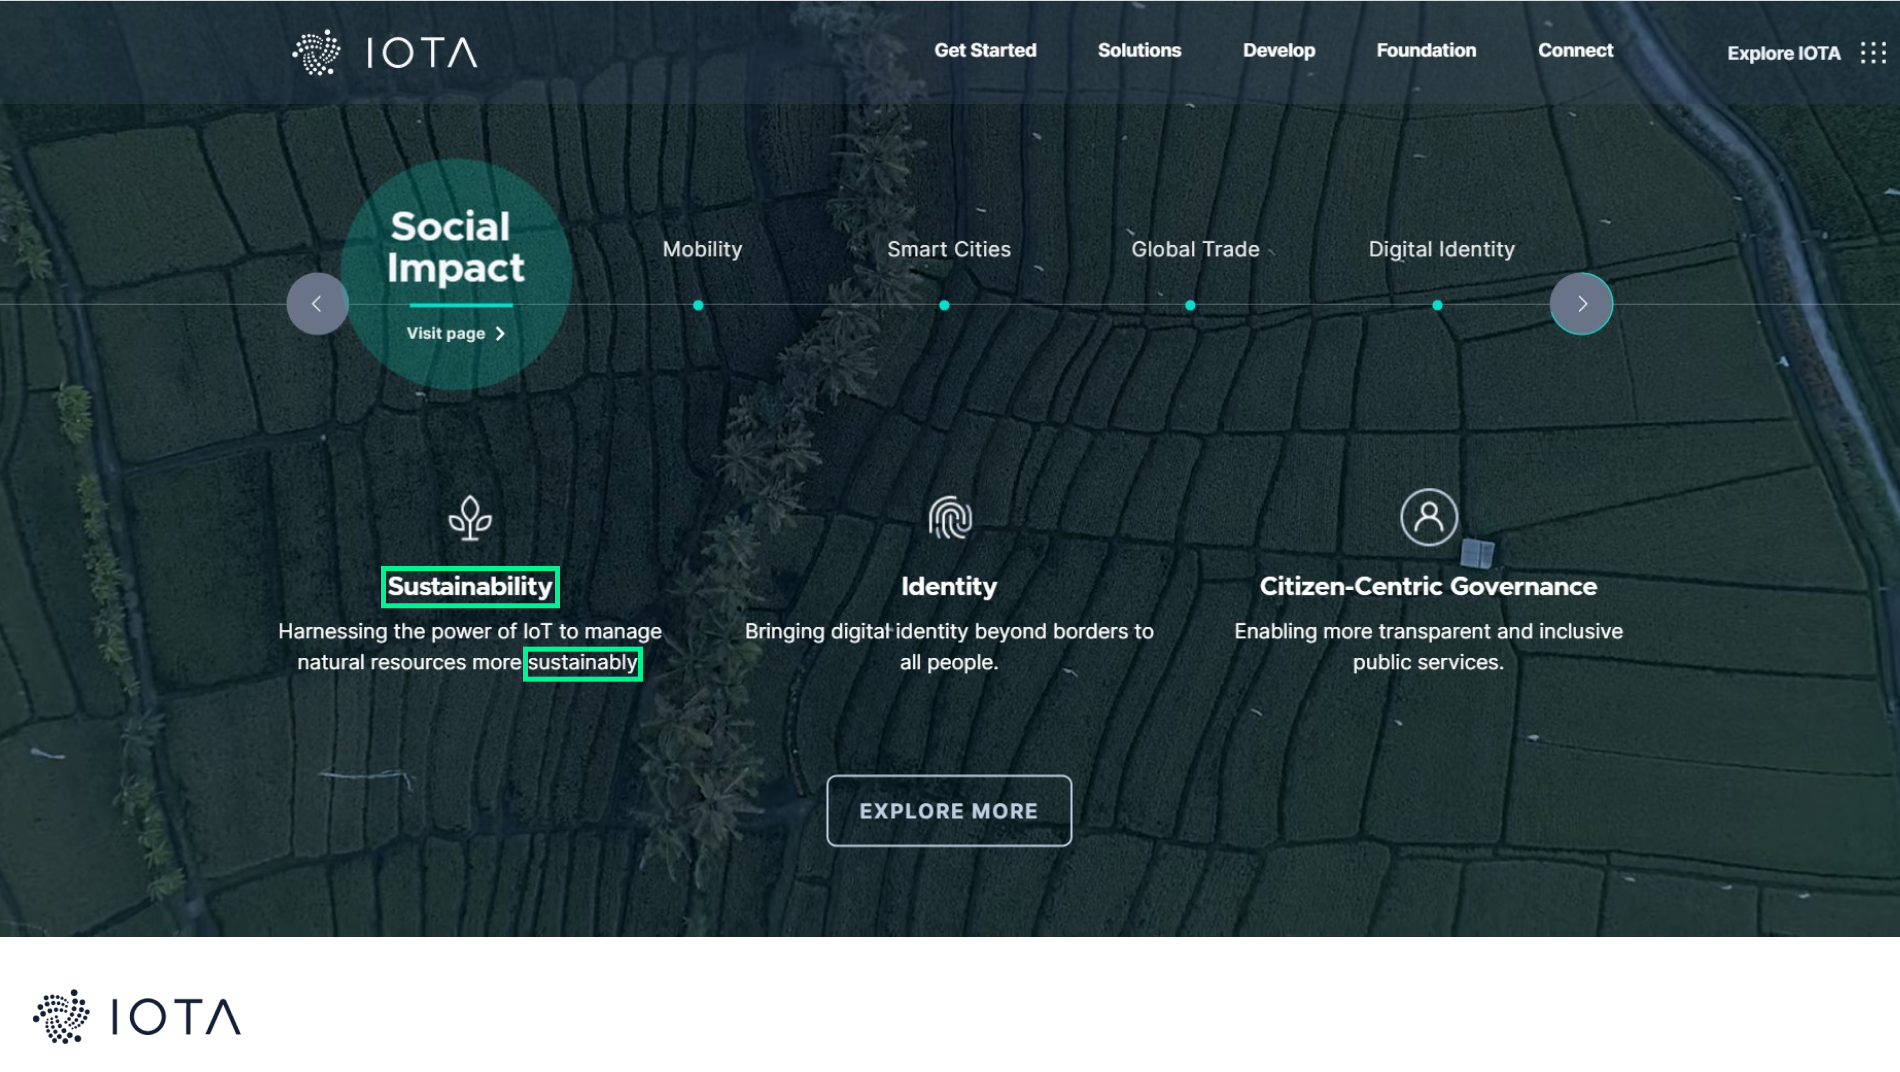 IOTA
Get Started
Solutions
Develop
Foundation
Connect
Explore IOTA
Social
Impact
Visit page
Mobility
Smart Cities
Global Trade
Digital Identity
Sustainability
Harnessing the power of IoT to manage
natural resources more sustainably
Identity
Bringing digital identity beyond borders to
all people.
Citizen-Centric Governance
Enabling more transparent and inclusive
public services.
EXPLORE MORE
IOTA